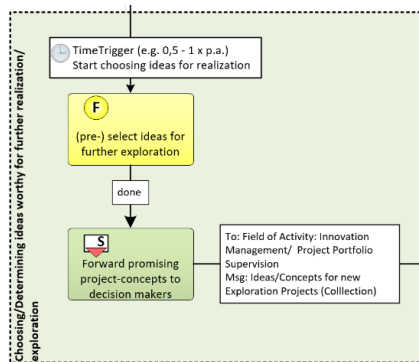 Choosing/Determining ideas worthy for further realization/
exploration
TimeTrigger (e.g. 0,5 - 1 x p.a.)
Start choosing ideas for realization
F
(pre-) select ideas for
further exploration
done
S
Forward promising
project-concepts to
decision makers
To: Field of Activity: Innovation
Management/ Project Portfolio
Supervision
Msg: Ideas/Concepts for new
Exploration Projects (Colllection)